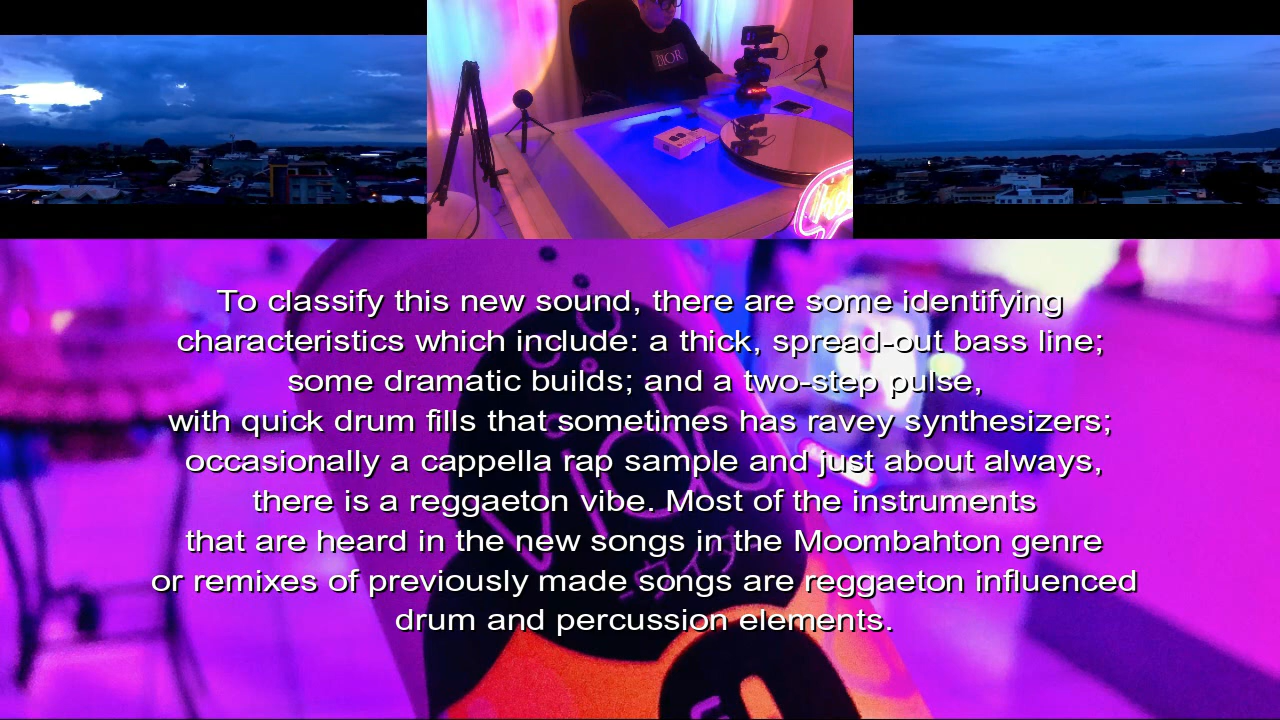 DIOR
To classify this new sound, there are some identifying
characteristics which include: a thick, spread-out bass line;
some dramatic builds; and a two-step pulse,
with quick drum fills that sometimes has ravey synthesizers;
occasionally a cappella rap sample and just about always,
there is a reggaeton vibe. Most of the instruments
that are heard in the new songs in the Moombahton genre
or remixes of previously made songs are reggaeton influenced
drum and percussion elements.